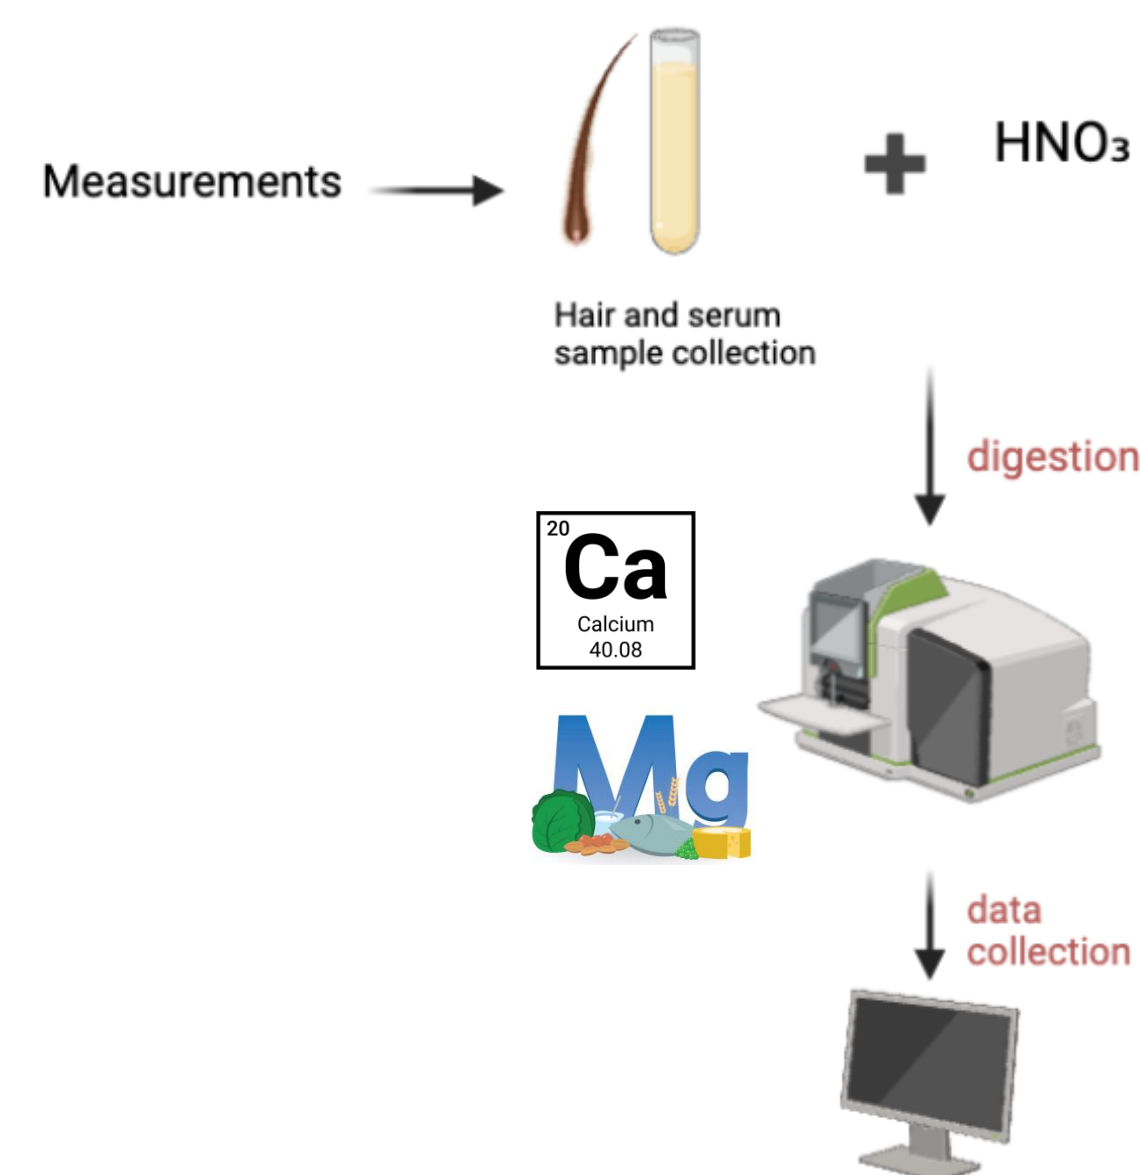 Measurements
HNO₃
Hair and serum
sample collection
digestion
20
Ca
Calcium
40.08
Mg
data
collection